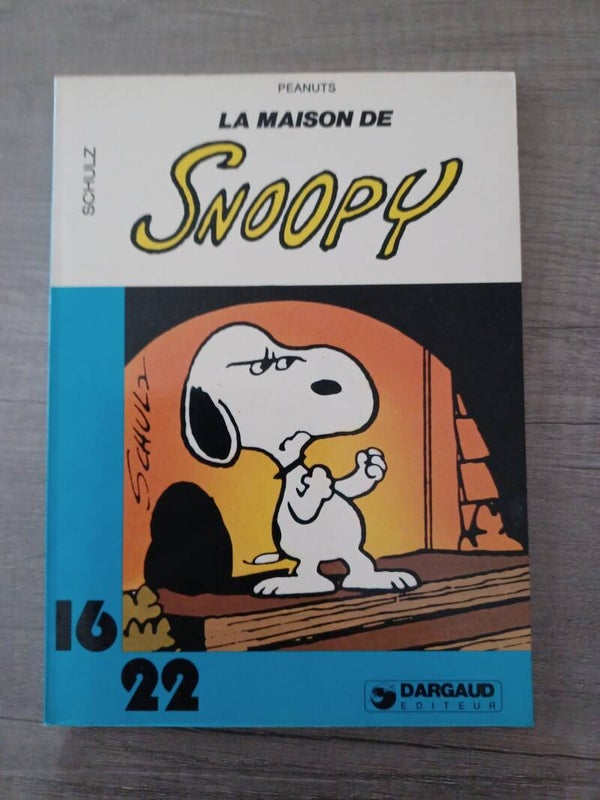 PEANUTS
LA MAISON DE
SNOOPY
SCHULZ
SCHULZ
16
22
DARGAUD
EDITEUR